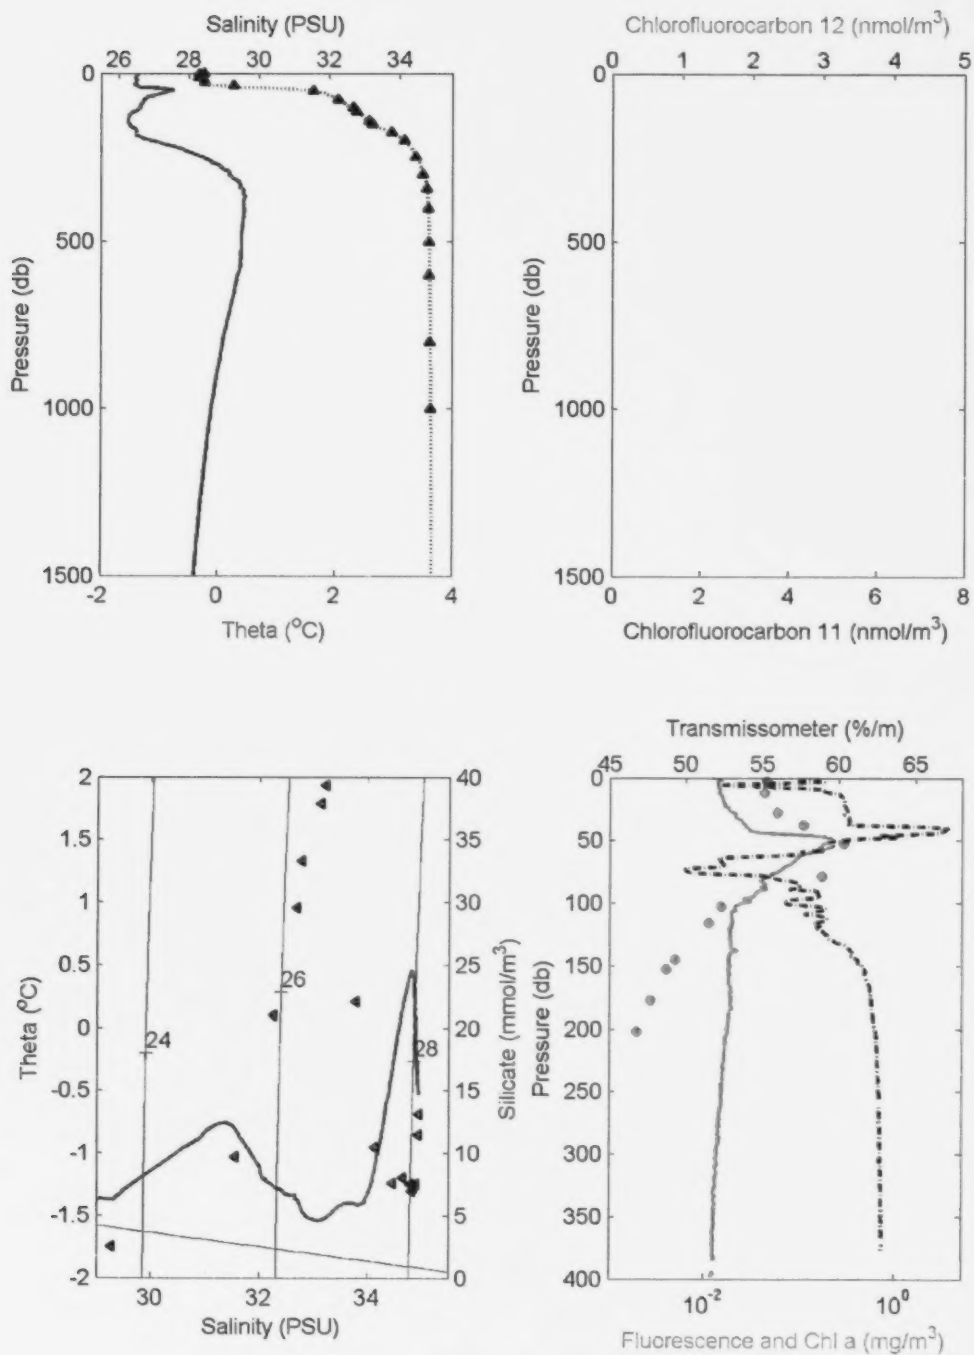 Salinity (PSU)
26 28 30 32 34
0
500
1000
1500
Pressure (db)
-2 0 2 4
Theta (°C)
Chlorofluorocarbon 12 (nmol/m³)
0 1 2 3 4 5
0
500
1000
1500
Pressure (db)
0 2 4 6 8
Chlorofluorocarbon 11 (nmol/m³)
2
1.5
1
0.5
0
-0.5
-1
-1.5
-2
Theta (°C)
24
26
28
40
35
30
25
20
15
10
5
0
Silicate (mmol/m³)
30 32 34
Salinity (PSU)
Transmissometer (%/m)
45 50 55 60 65
0
50
100
150
200
250
300
350
400
Pressure (db)
10⁻² 10⁰
Fluorescence and Chl a (mg/m³)